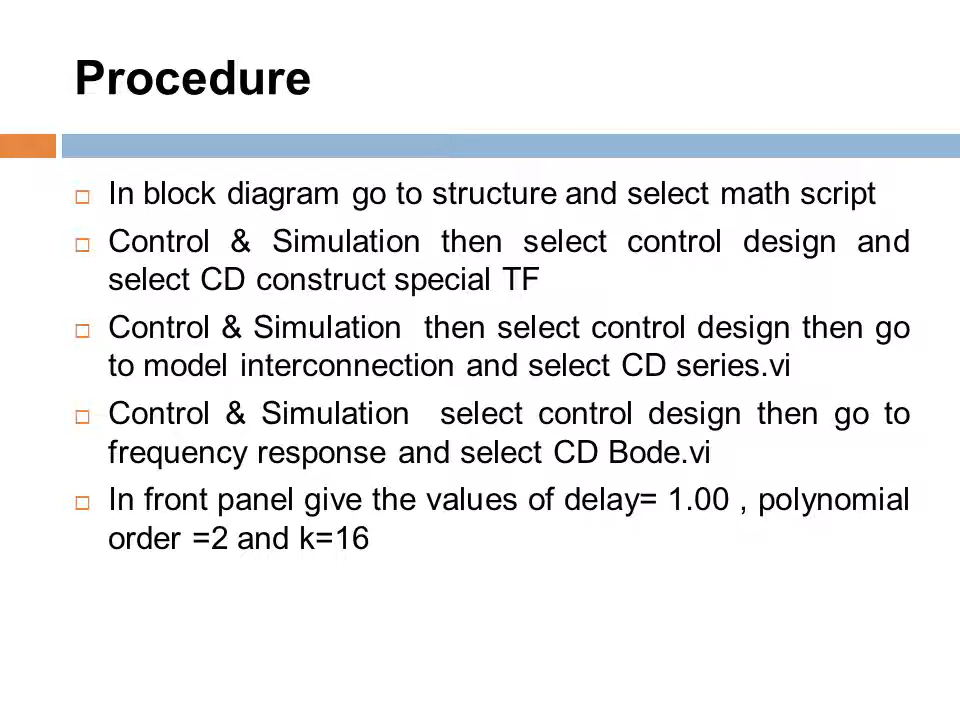 Procedure
In block diagram go to structure and select math script
Control & Simulation then select control design and
select CD construct special TF
Control & Simulation  then select control design then go
to model interconnection and select CD series.vi
Control & Simulation  select control design then go to
frequency response and select CD Bode.vi
In front panel give the values of delay= 1.00 , polynomial
order =2 and k=16